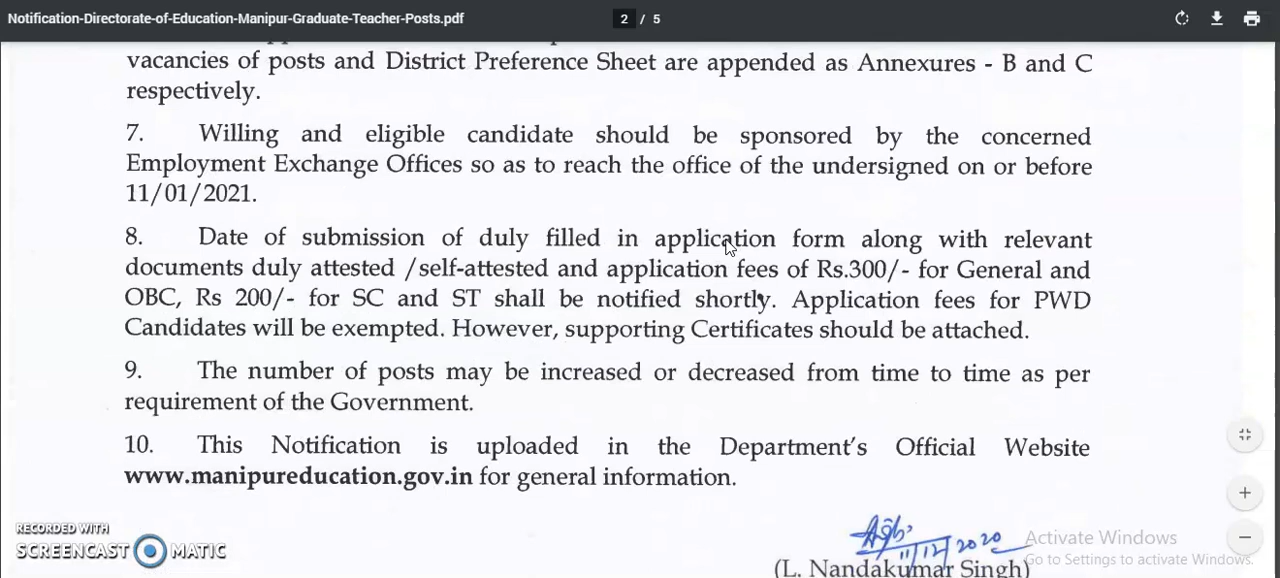 Notification-Directorate-of-Education-Manipur-Graduate-Teacher-Posts.pdf
2 / 5
vacancies of posts and District Preference Sheet are appended as Annexures - B and C
respectively.
7. Willing and eligible candidate should be sponsored by the concerned
Employment Exchange Offices so as to reach the office of the undersigned on or before
11/01/2021.
8. Date of submission of duly filled in application form along with relevant
documents duly attested /self-attested and application fees of Rs.300/- for General and
OBC, Rs 200/- for SC and ST shall be notified shortly. Application fees for PWD
Candidates will be exempted. However, supporting Certificates should be attached.
9. The number of posts may be increased or decreased from time to time as per
requirement of the Government.
10. This Notification is uploaded in the Department's Official Website
www.manipureducation.gov.in for general information.
11/12/2020
(L. Nandakumar Singh)
Activate Windows
Go to Settings to activate Windows.
RECORDED WITH
SCREENCAST MATIC